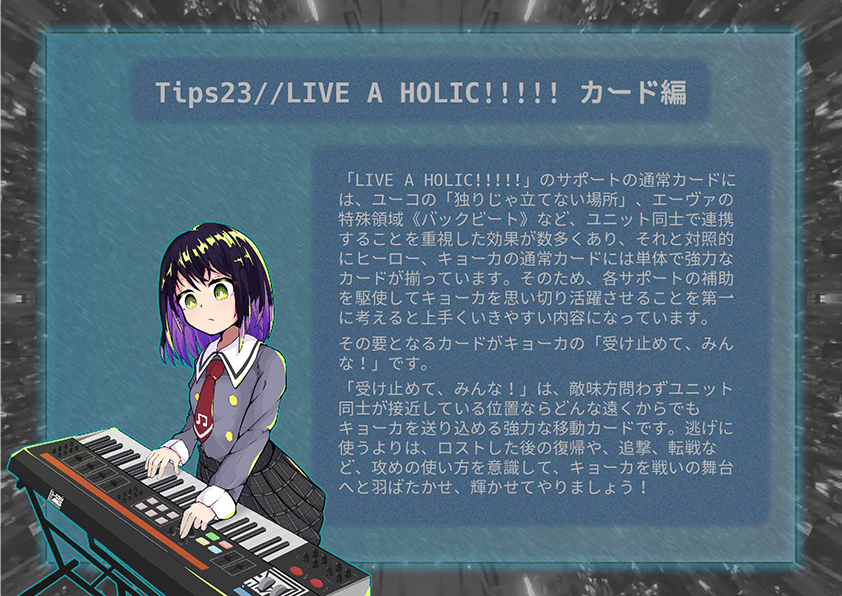 Tips23//LIVE A HOLIC!!!!! カード編
「LIVE A HOLIC!!!!!」のサポートの通常カードに
は、ユーコの「独りじゃ立てない場所」、エーヴァの
特殊領域《バックビート》など、ユニット同士で連携
することを重視した効果が数多くあり、それと対照的
にヒーロー、キョーカの通常カードには単体で強力な
カードが揃っています。そのため、各サポートの補助
を駆使してキョーカを思い切り活躍させることを第一
に考えると上手くいきやすい内容になっています。
その要となるカードがキョーカの「受け止めて、みん
な！」です。
「受け止めて、みんな！」は、敵味方問わずユニット
同士が接近している位置ならどんな遠くからでも
キョーカを送り込める強力な移動カードです。逃げに
使うよりは、ロストした後の復帰や、追撃、転戦な
ど、攻めの使い方を意識して、キョーカを戦いの舞台
へと羽ばたかせ、輝かせてやりましょう！